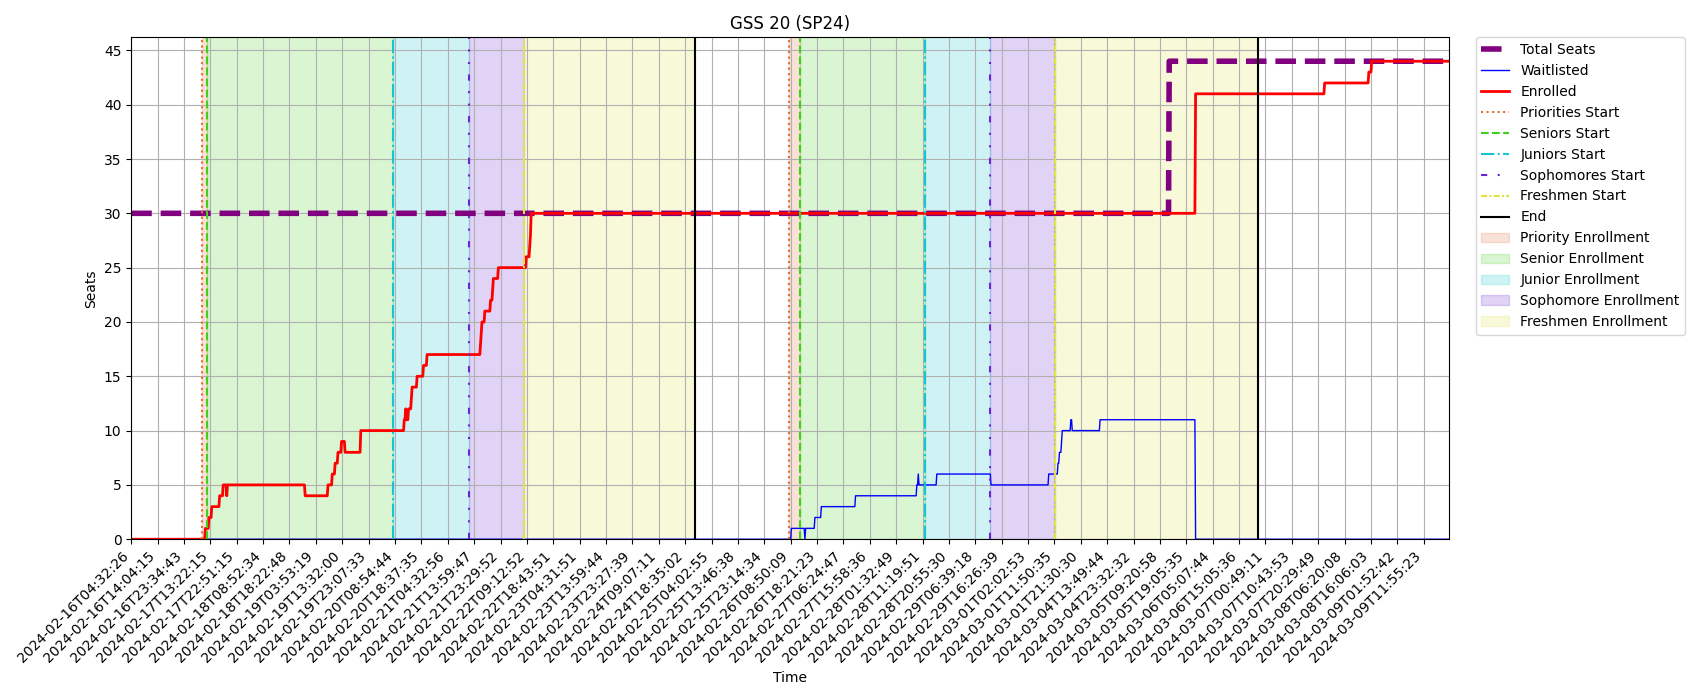 GSS 20 (SP24)
Seats
45
40
35
30
25
20
15
10
5
0
2024-02-16T04:32:26
2024-02-16T14:04:15
2024-02-16T23:34:43
2024-02-17T13:22:15
2024-02-17T22:51:15
2024-02-18T08:52:34
2024-02-18T18:22:48
2024-02-19T03:53:19
2024-02-19T13:32:00
2024-02-19T23:07:33
2024-02-20T08:54:44
2024-02-20T18:37:35
2024-02-21T04:32:56
2024-02-21T13:59:47
2024-02-21T23:29:52
2024-02-22T09:12:52
2024-02-22T18:43:51
2024-02-23T04:31:51
2024-02-23T13:59:44
2024-02-23T23:27:39
2024-02-24T09:07:11
2024-02-24T18:35:02
2024-02-25T04:02:55
2024-02-25T13:46:38
2024-02-25T23:14:34
2024-02-26T08:50:09
2024-02-26T18:21:23
2024-02-27T06:24:47
2024-02-27T15:58:36
2024-02-28T01:32:49
2024-02-28T11:19:51
2024-02-28T20:55:30
2024-02-29T06:39:18
2024-02-29T16:26:39
2024-03-01T02:02:53
2024-03-01T11:50:35
2024-03-01T21:30:30
2024-03-04T13:49:44
2024-03-04T23:32:32
2024-03-05T09:20:58
2024-03-05T19:05:35
2024-03-06T05:07:44
2024-03-06T15:05:36
2024-03-07T00:49:11
2024-03-07T10:43:53
2024-03-07T20:29:49
2024-03-08T06:20:08
2024-03-08T16:06:03
2024-03-09T01:52:42
2024-03-09T11:55:23
Time
Total Seats
Waitlisted
Enrolled
Priorities Start
Seniors Start
Juniors Start
Sophomores Start
Freshmen Start
End
Priority Enrollment
Senior Enrollment
Junior Enrollment
Sophomore Enrollment
Freshmen Enrollment